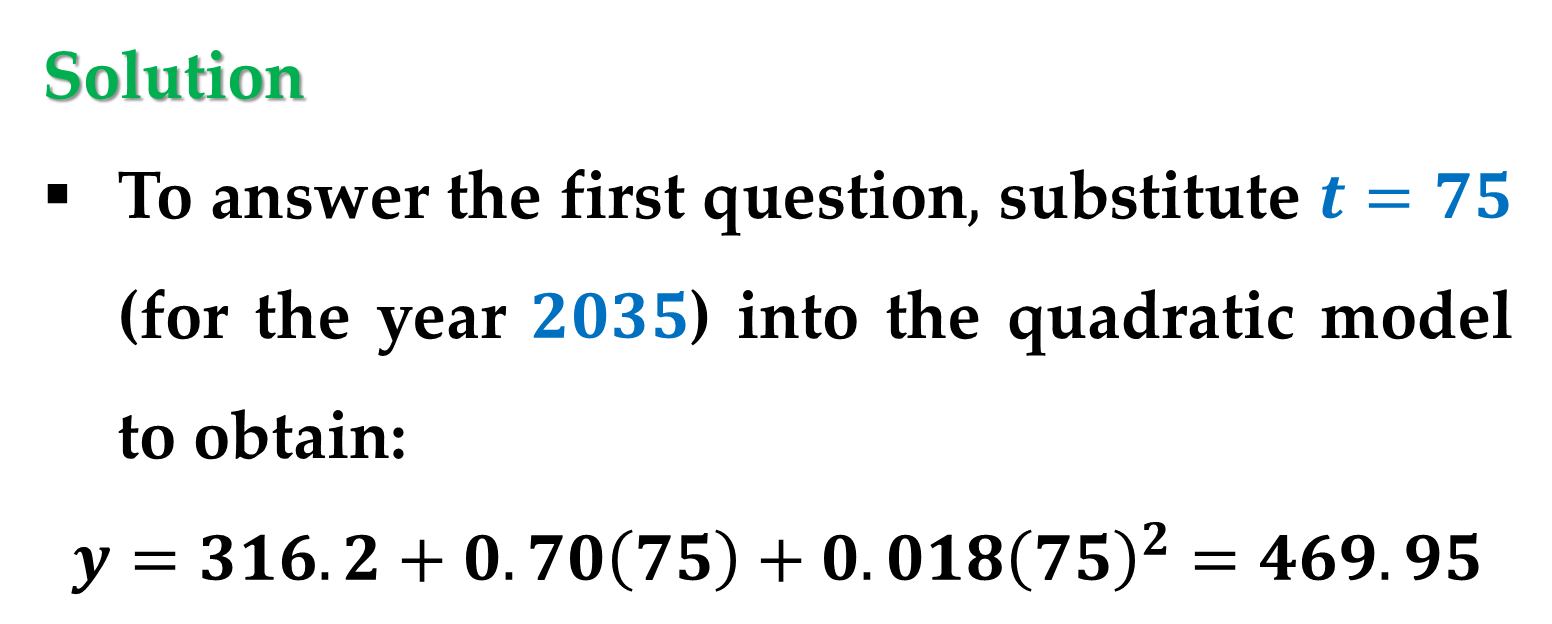 Solution
▪ To answer the first question, substitute t = 75
(for the year 2035) into the quadratic model
to obtain:
y = 316.2 + 0.70(75) + 0.018(75)² = 469.95